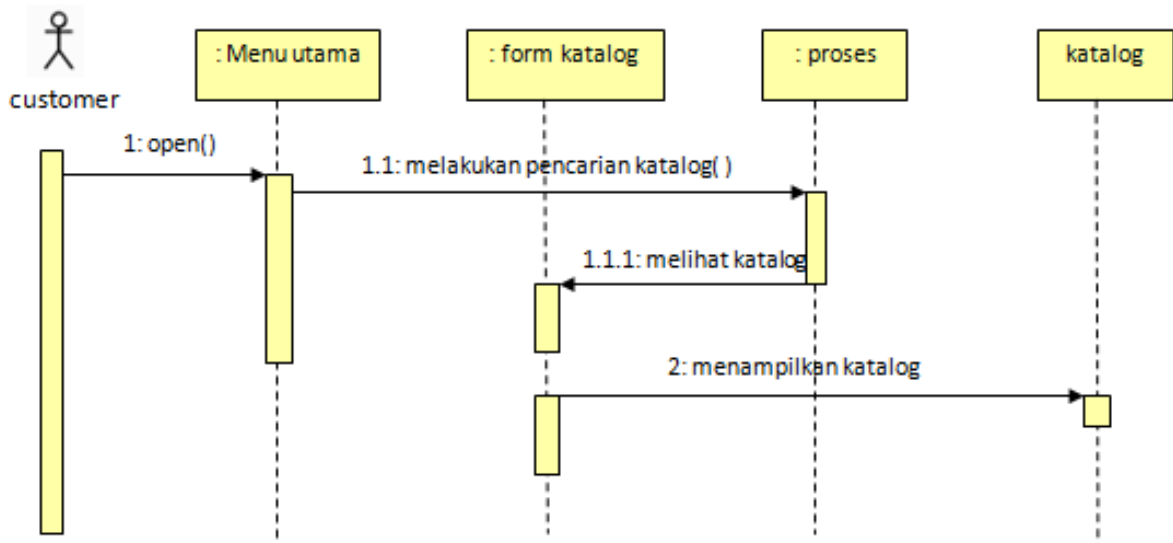 : Menu utama
: form katalog
: proses
katalog
customer
1: open()
1.1: melakukan pencarian katalog( )
1.1.1: melihat katalog
2: menampilkan katalog